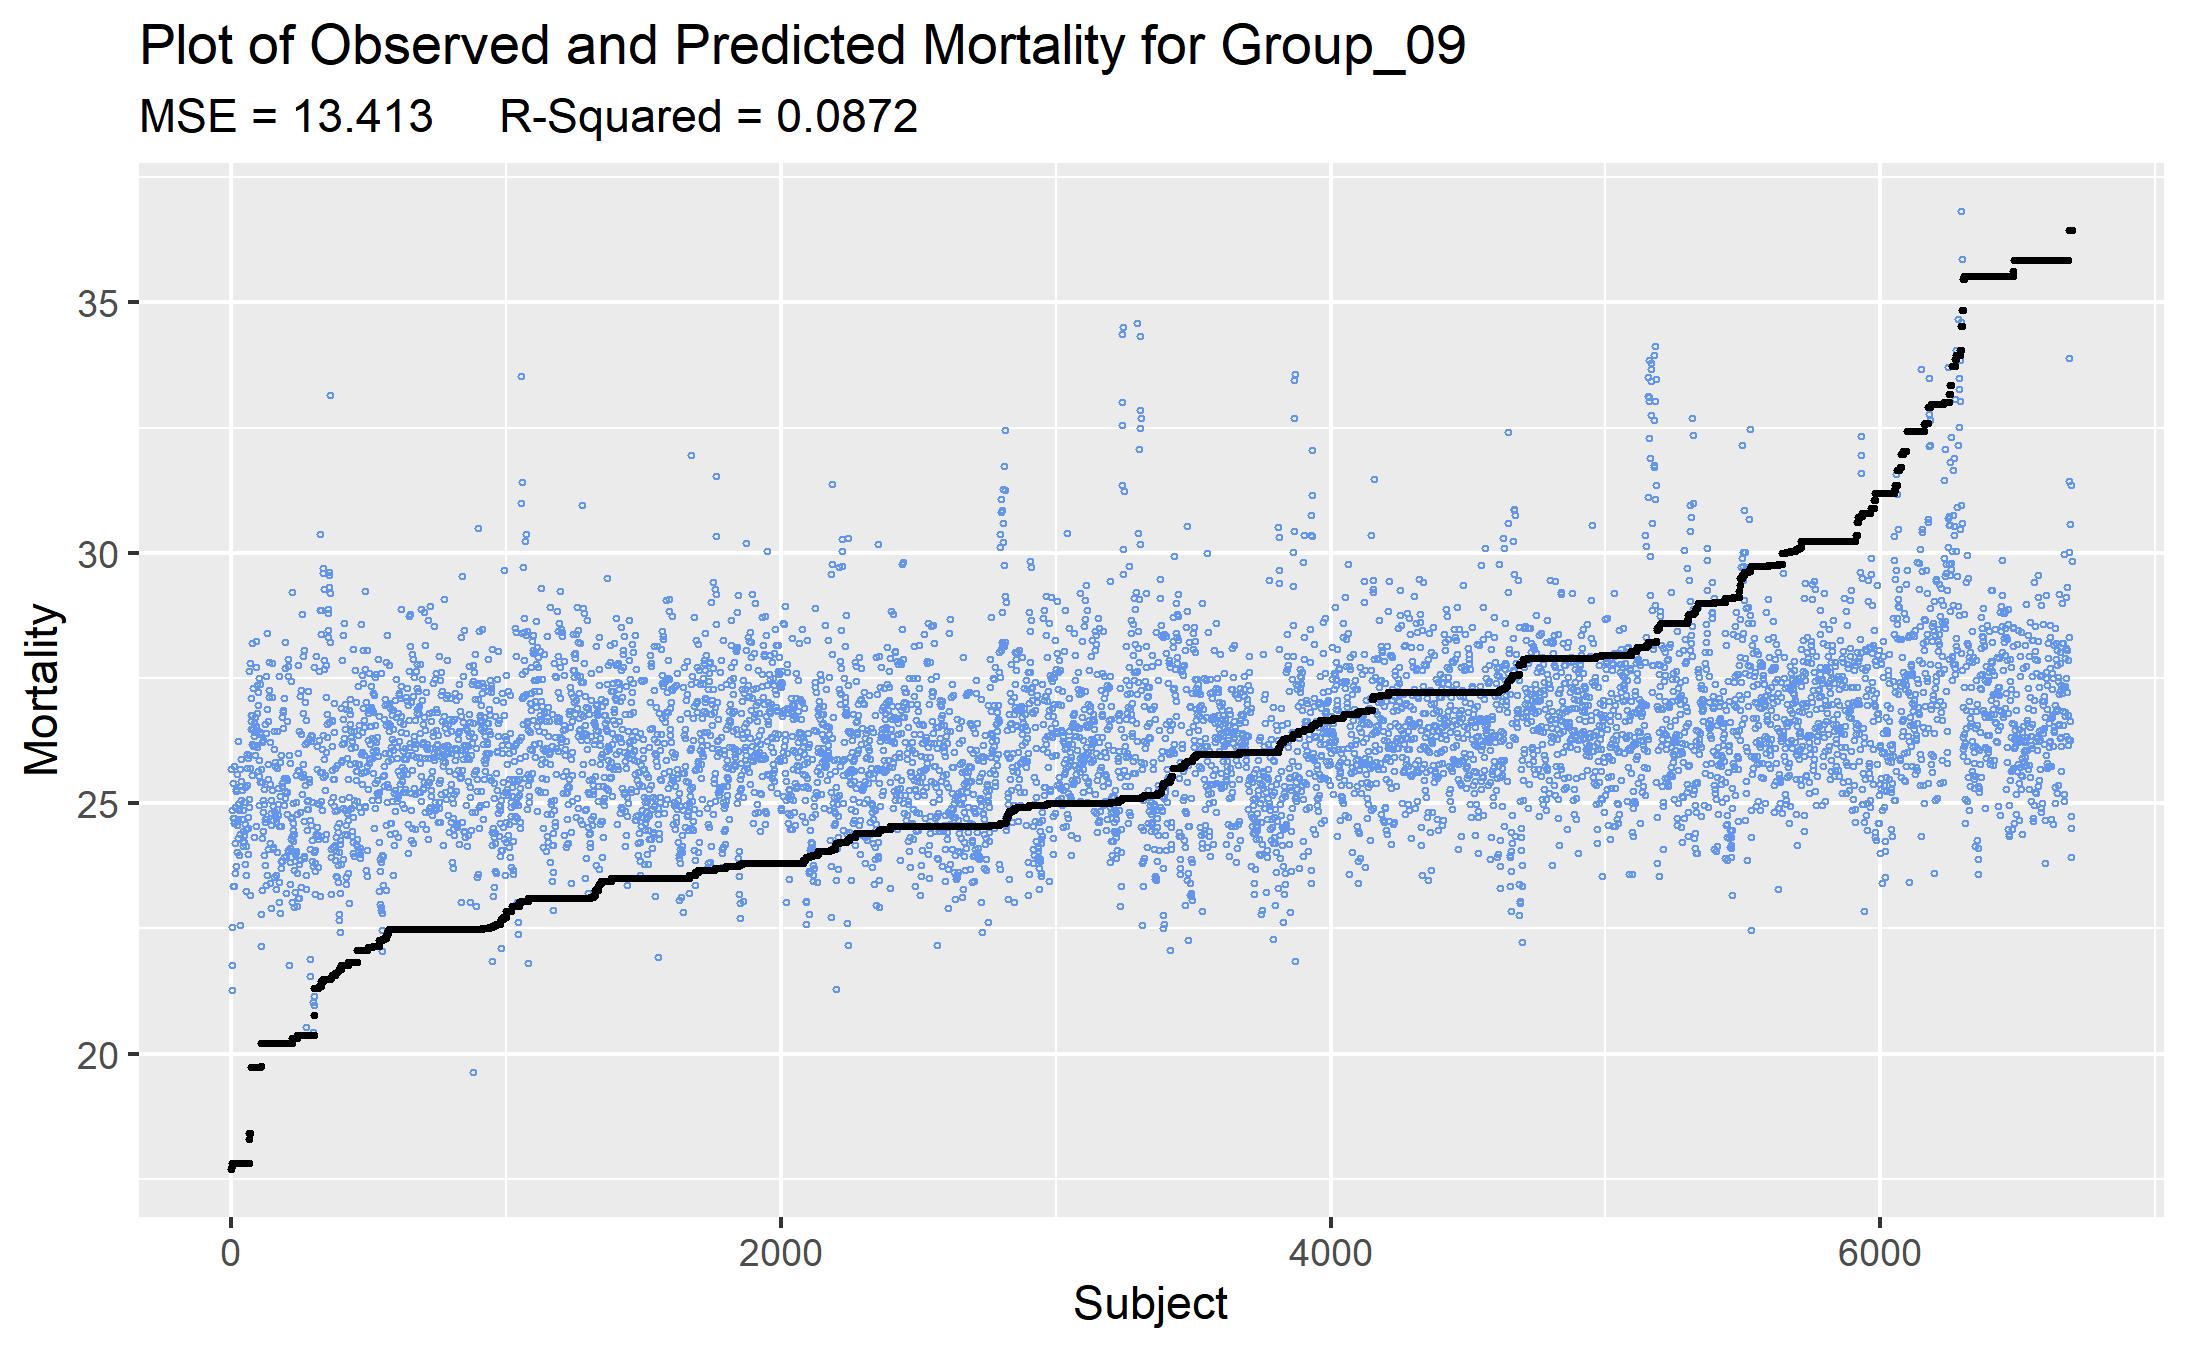 Plot of Observed and Predicted Mortality for Group_09
MSE = 13.413     R-Squared = 0.0872
Mortality
35
30
25
20
0
2000
4000
6000
Subject